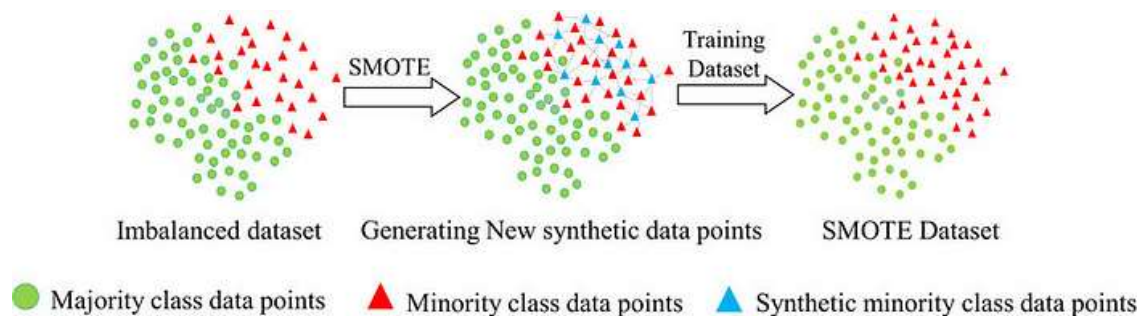 SMOTE
Training
Dataset
Imbalanced dataset
Generating New synthetic data points
SMOTE Dataset
Majority class data points
Minority class data points
Synthetic minority class data points